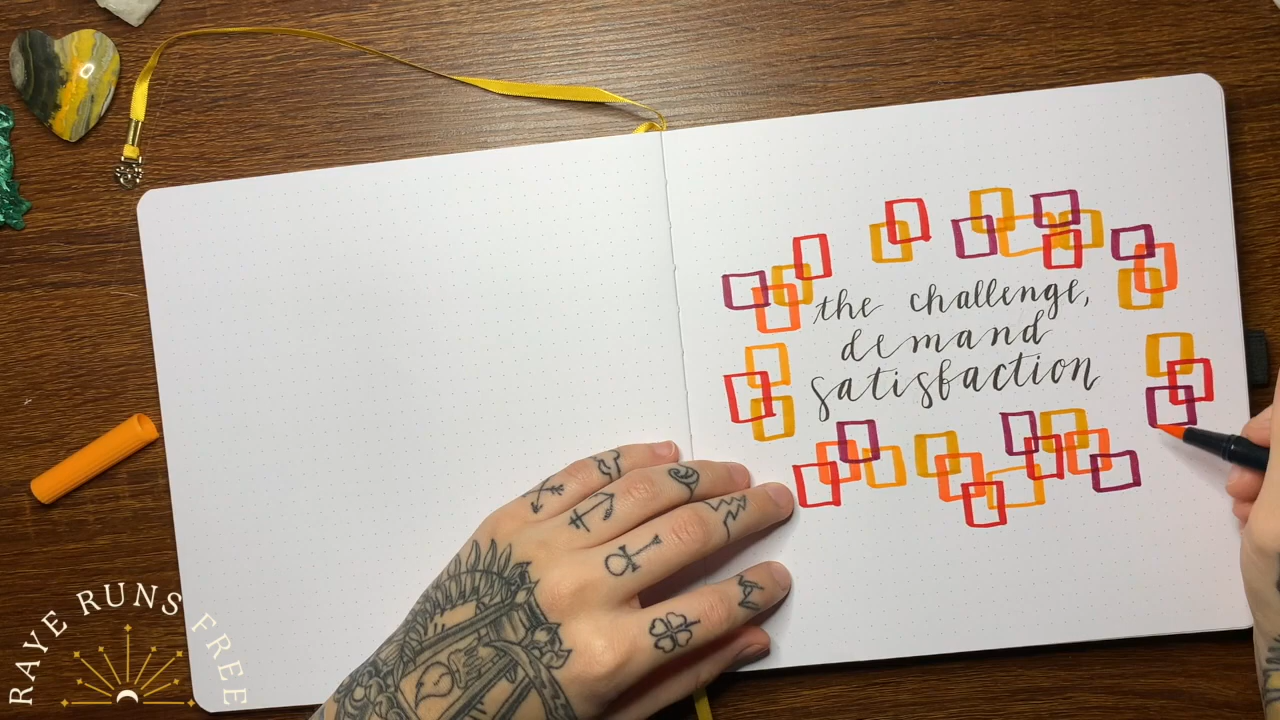 the challenge,
demand
satisfaction
RAYE RUNS FREE